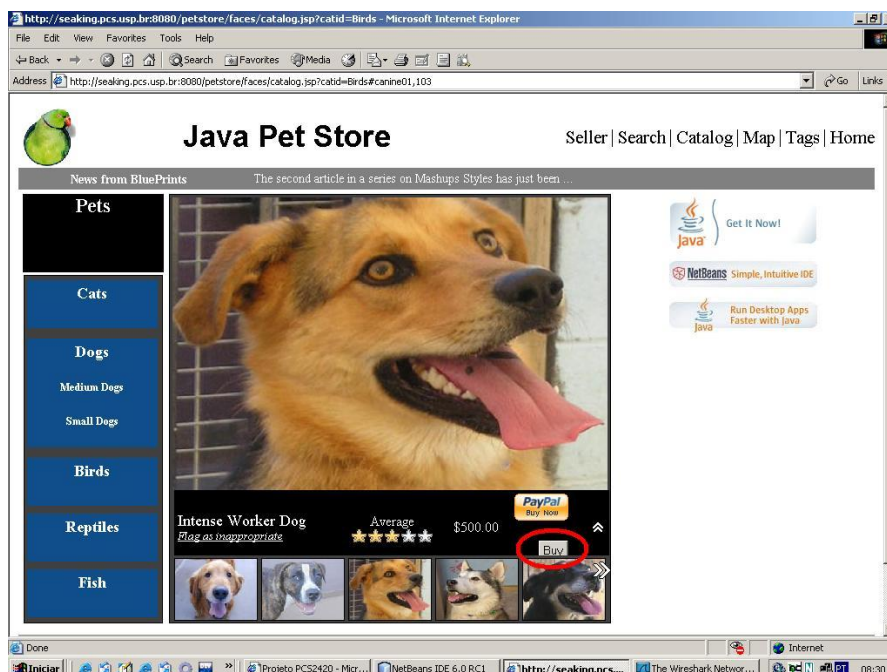 http://seaking.pcs.usp.br:8080/petstore/faces/catalog.jsp?catid=Birds - Microsoft Internet Explorer
File Edit View Favorites Tools Help
Back Search Favorites Media
Address http://seaking.pcs.usp.br:8080/petstore/faces/catalog.jsp?catid=Birds#canine01,103 Go Links
Java Pet Store
Seller | Search | Catalog | Map | Tags | Home
News from BluePrints The second article in a series on Mashups Styles has just been ...
Pets
Cats
Dogs
Medium Dogs
Small Dogs
Birds
Reptiles
Fish
Java Get It Now!
NetBeans Simple, Intuitive IDE
Java Run Desktop Apps
Faster with Java
PayPal
Buy Now
Intense Worker Dog Average $500.00
Flag as inappropriate
Buy
Done Internet
Iniciar Projeto PCS2420 - Micr... NetBeans IDE 6.0 RC1 http://seaking.pcs.... The Wireshark Networ... PT 08:30